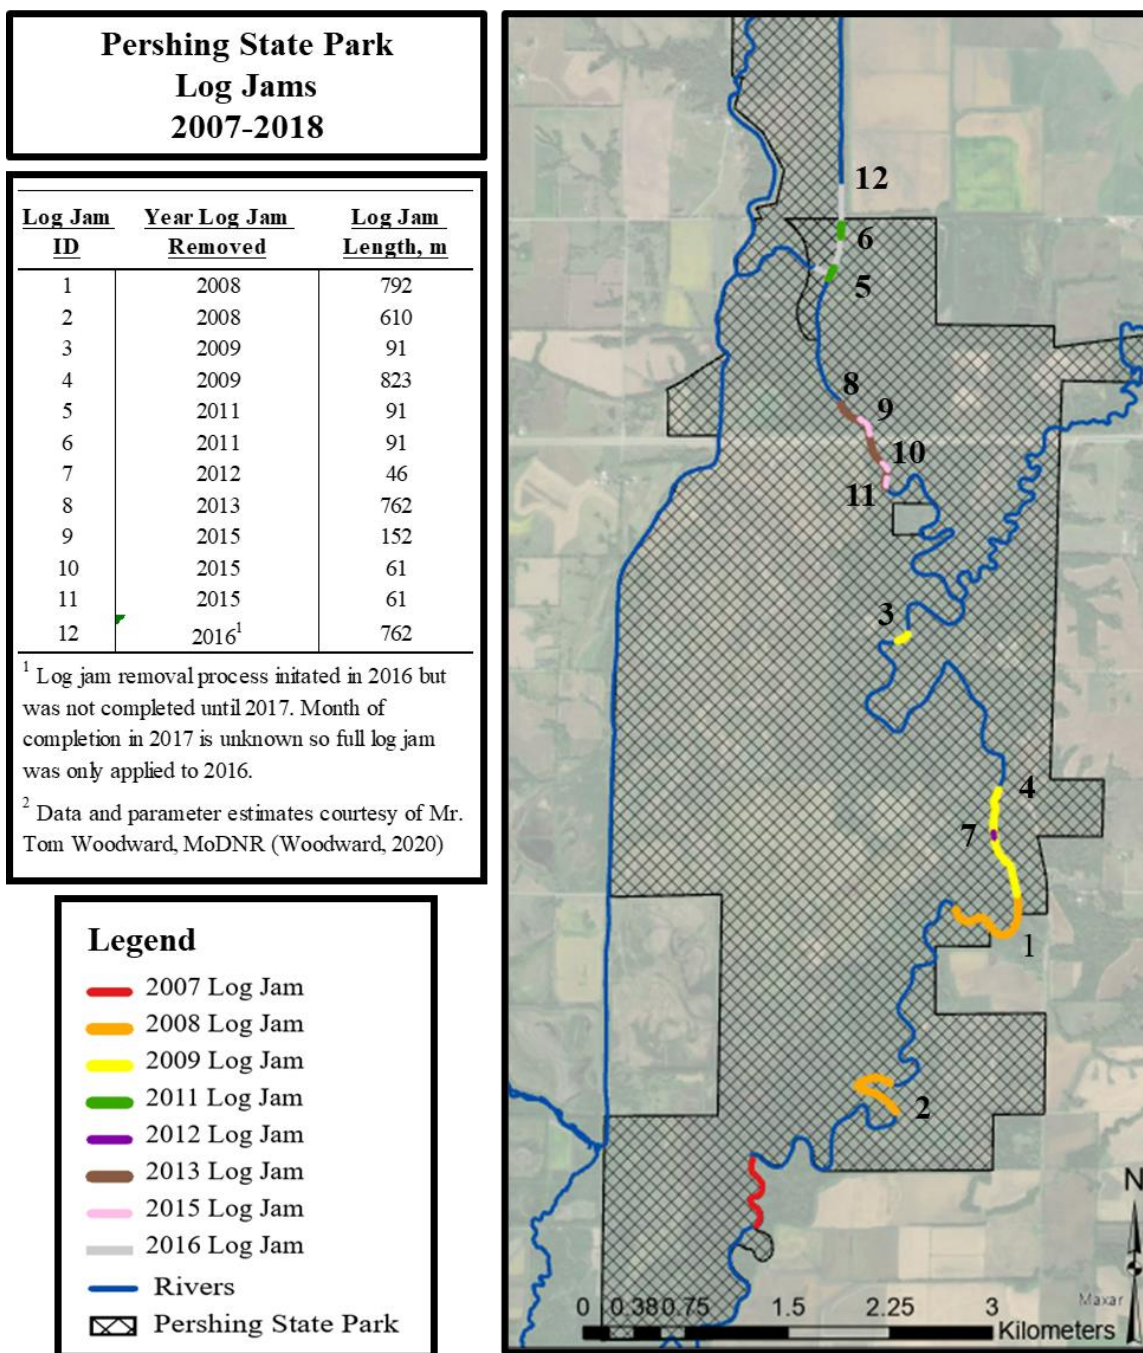 Pershing State Park
Log Jams
2007-2018
Log Jam ID Year Log Jam Removed Log Jam Length, m
1 2008 792
2 2008 610
3 2009 91
4 2009 823
5 2011 91
6 2011 91
7 2012 46
8 2013 762
9 2015 152
10 2015 61
11 2015 61
12 2016¹ 762
¹ Log jam removal process initated in 2016 but
was not completed until 2017. Month of
completion in 2017 is unknown so full log jam
was only applied to 2016.
² Data and parameter estimates courtesy of Mr.
Tom Woodward, MoDNR (Woodward, 2020)
Legend
2007 Log Jam
2008 Log Jam
2009 Log Jam
2011 Log Jam
2012 Log Jam
2013 Log Jam
2015 Log Jam
2016 Log Jam
Rivers
Pershing State Park
12
6
5
8
9
10
11
3
4
7
1
2
N
Maxar
0 0.38 0.75 1.5 2.25 3
Kilometers